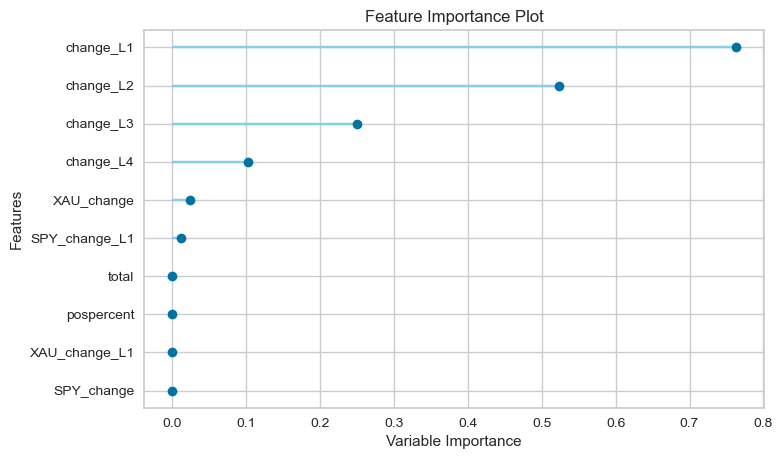 Feature Importance Plot
Features
change_L1
change_L2
change_L3
change_L4
XAU_change
SPY_change_L1
total
pospercent
XAU_change_L1
SPY_change
0.0 0.1 0.2 0.3 0.4 0.5 0.6 0.7 0.8
Variable Importance